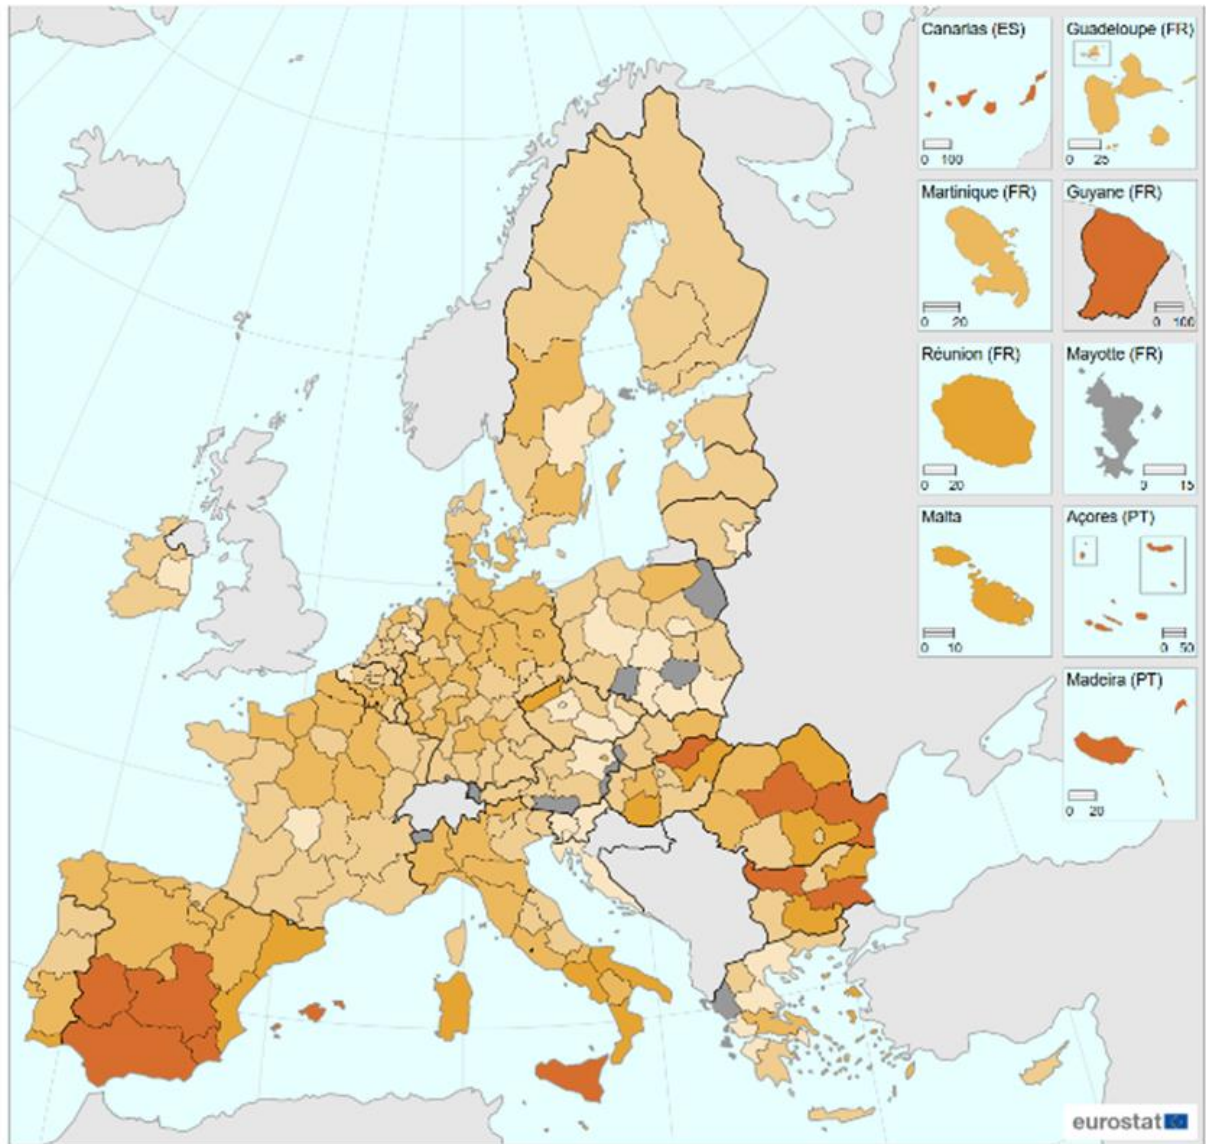 Canarias (ES)
0 100
Guadeloupe (FR)
0 25
Martinique (FR)
0 20
Guyane (FR)
0 100
Réunion (FR)
0 20
Mayotte (FR)
0 15
Malta
0 10
Açores (PT)
0 50
Madeira (PT)
0 20
eurostat